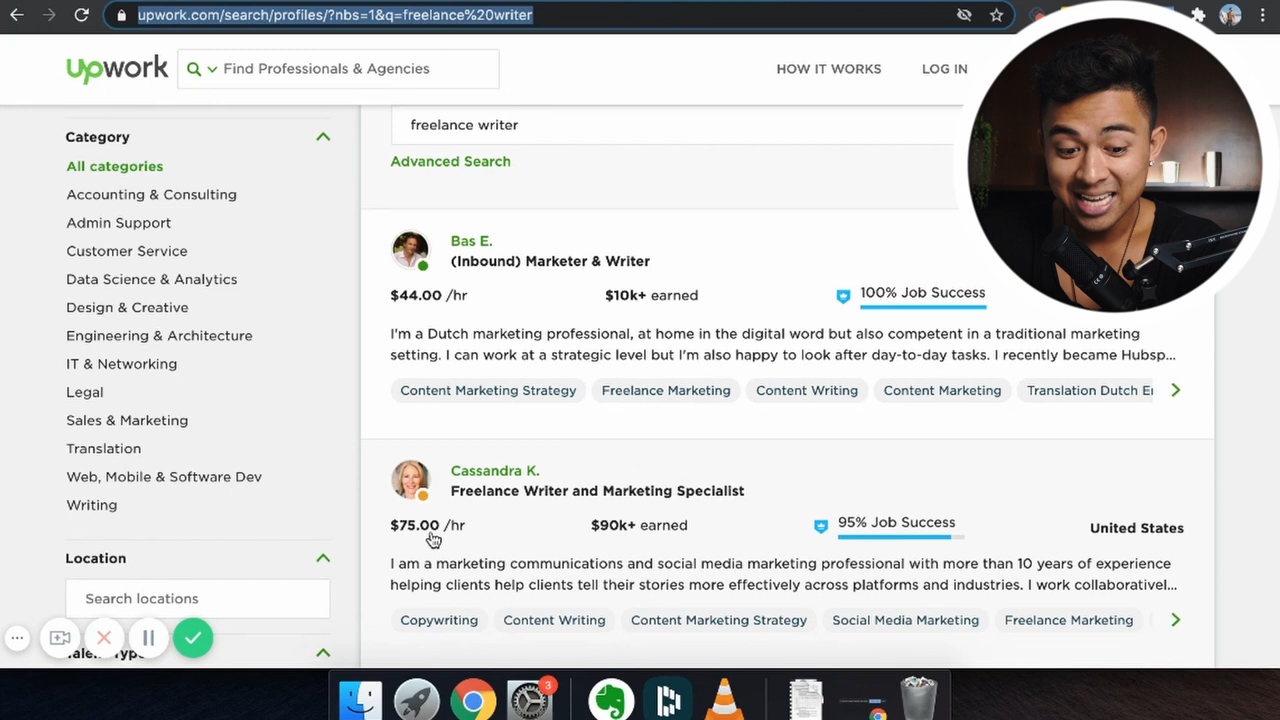 upwork.com/search/profiles/?nbs=1&q=freelance%20writer
upwork
Find Professionals & Agencies
HOW IT WORKS
LOG IN
Category
All categories
Accounting & Consulting
Admin Support
Customer Service
Data Science & Analytics
Design & Creative
Engineering & Architecture
IT & Networking
Legal
Sales & Marketing
Translation
Web, Mobile & Software Dev
Writing
Location
Search locations
freelance writer
Advanced Search
Bas E.
(Inbound) Marketer & Writer
$44.00 /hr $10k+ earned 100% Job Success
I'm a Dutch marketing professional, at home in the digital word but also competent in a traditional marketing
setting. I can work at a strategic level but I'm also happy to look after day-to-day tasks. I recently became Hubsp...
Content Marketing Strategy Freelance Marketing Content Writing Content Marketing Translation Dutch
Cassandra K.
Freelance Writer and Marketing Specialist
$75.00 /hr $90k+ earned 95% Job Success United States
I am a marketing communications and social media marketing professional with more than 10 years of experience
helping clients help clients tell their stories more effectively across platforms and industries. I work collaborativel...
Copywriting Content Writing Content Marketing Strategy Social Media Marketing Freelance Marketing
3